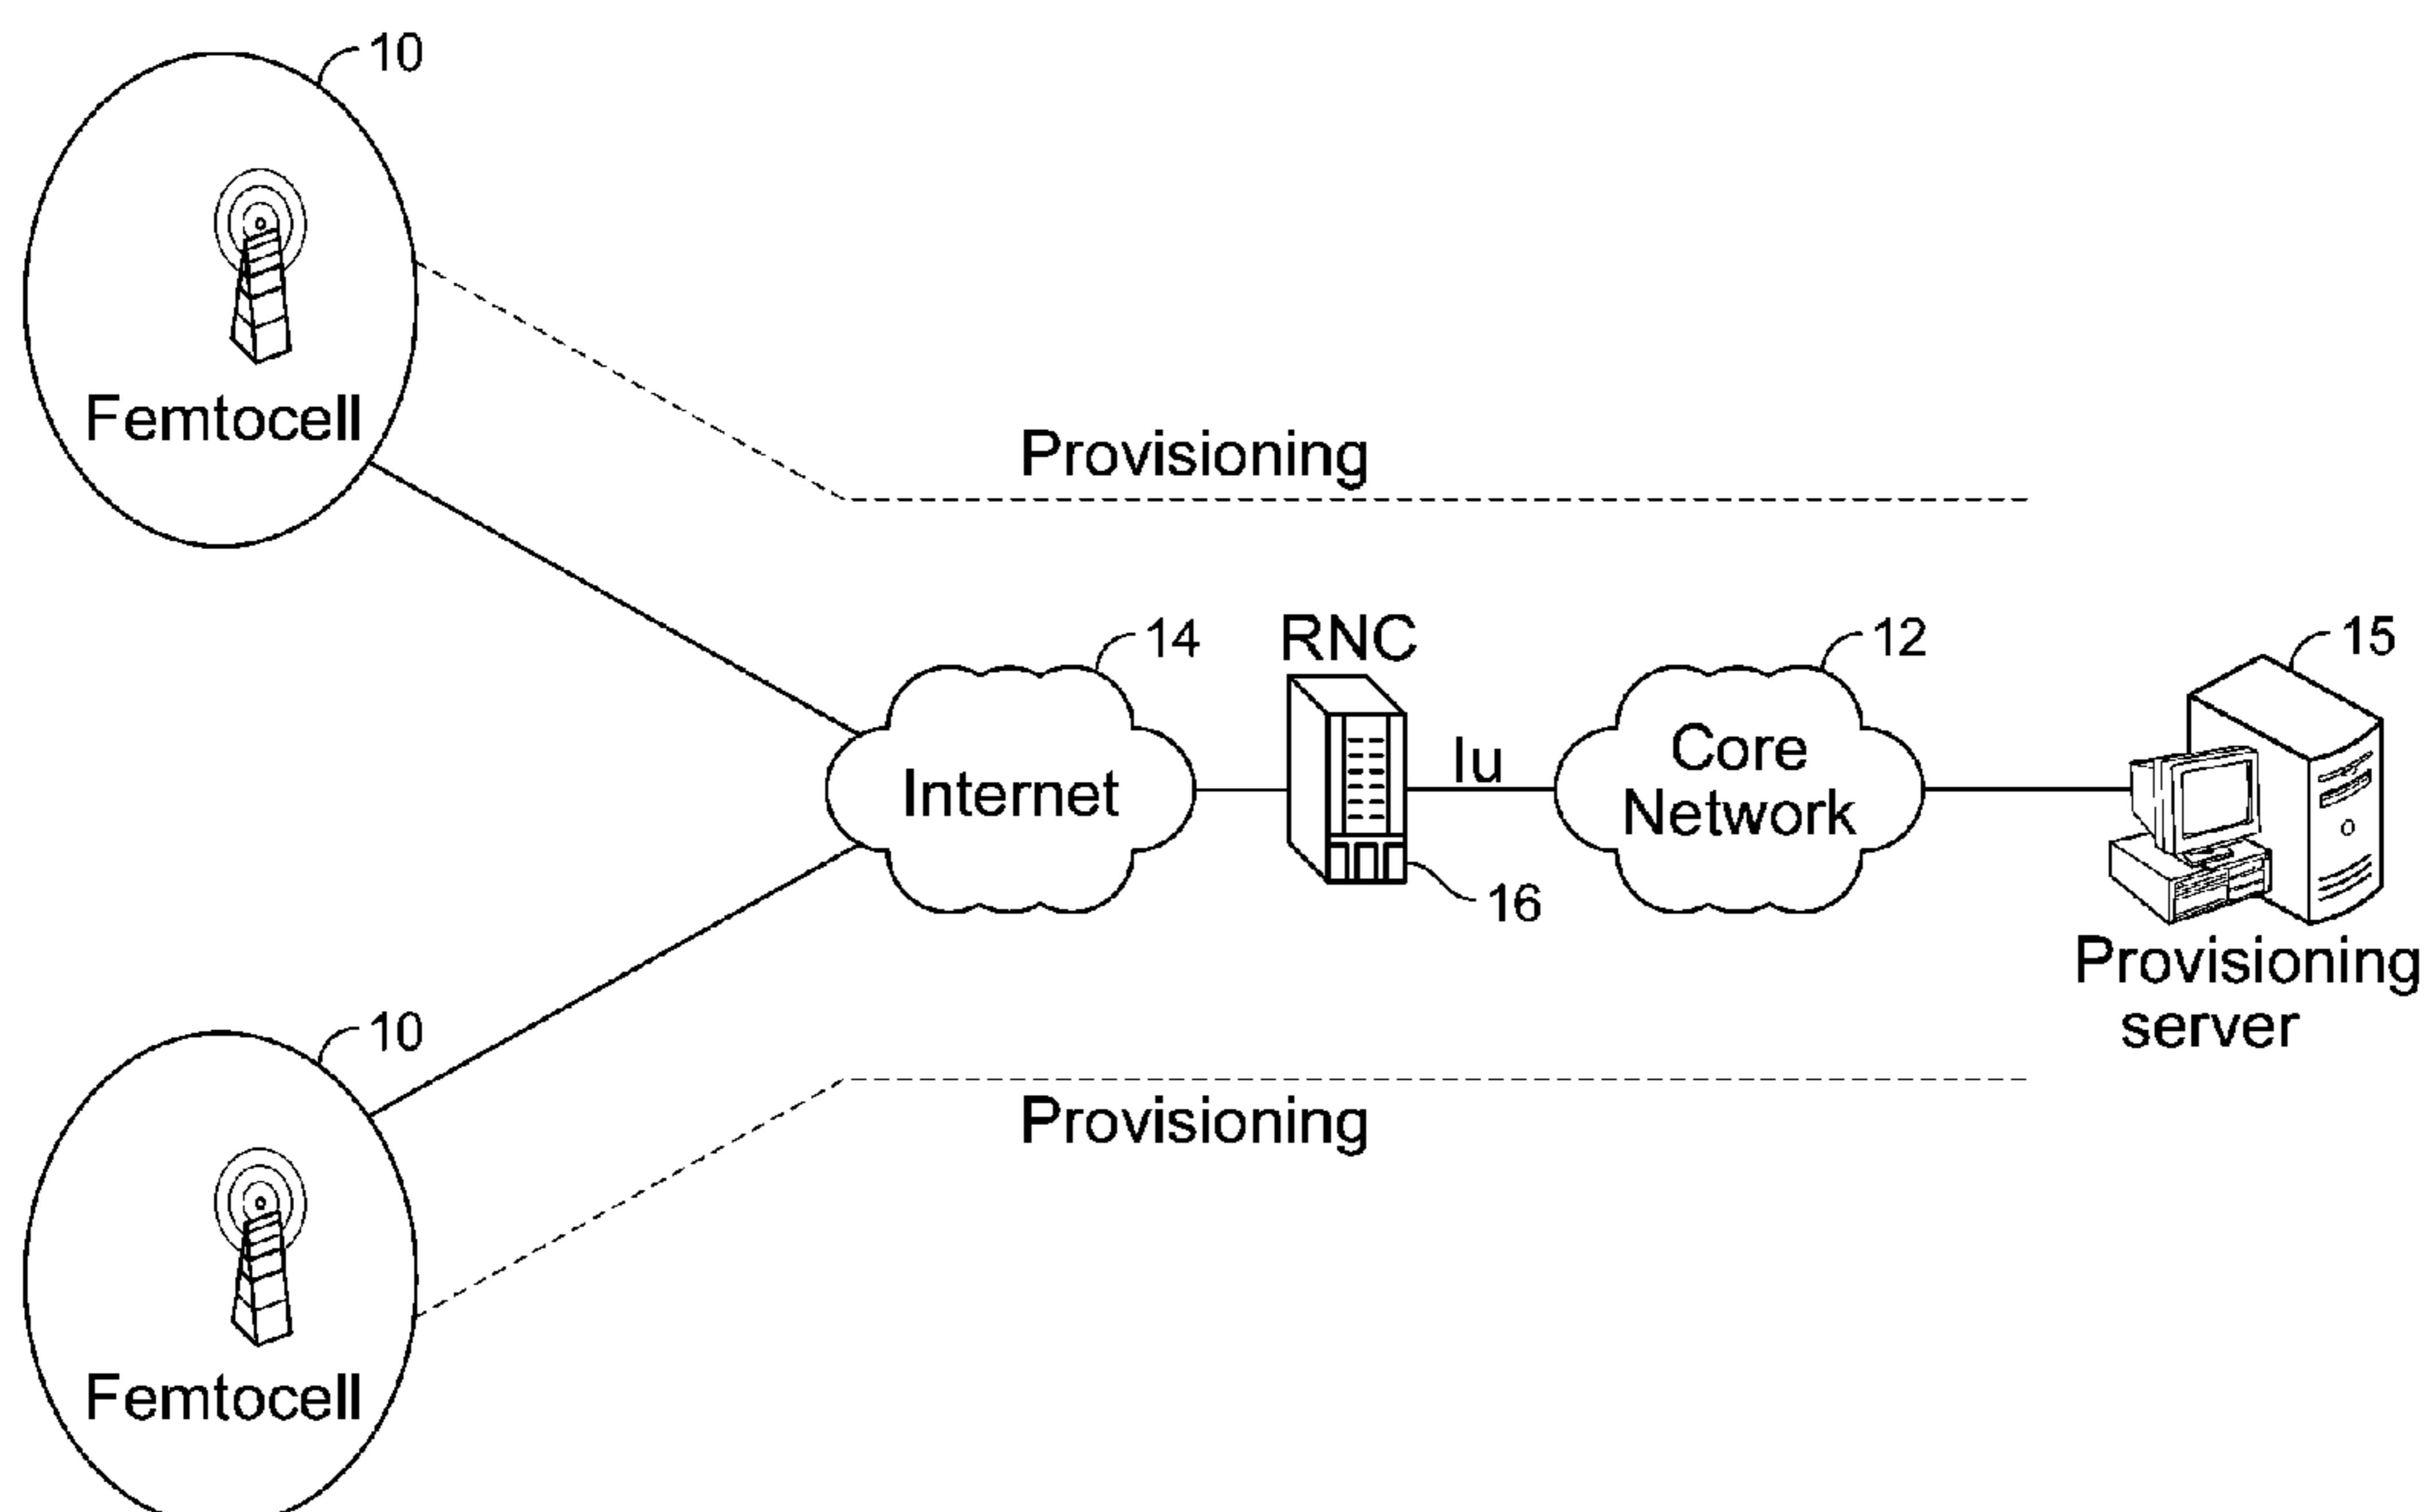 10
Femtocell
Provisioning
14
RNC
12
15
Internet
Iu
Core
Network
16
Provisioning
server
10
Provisioning
Femtocell